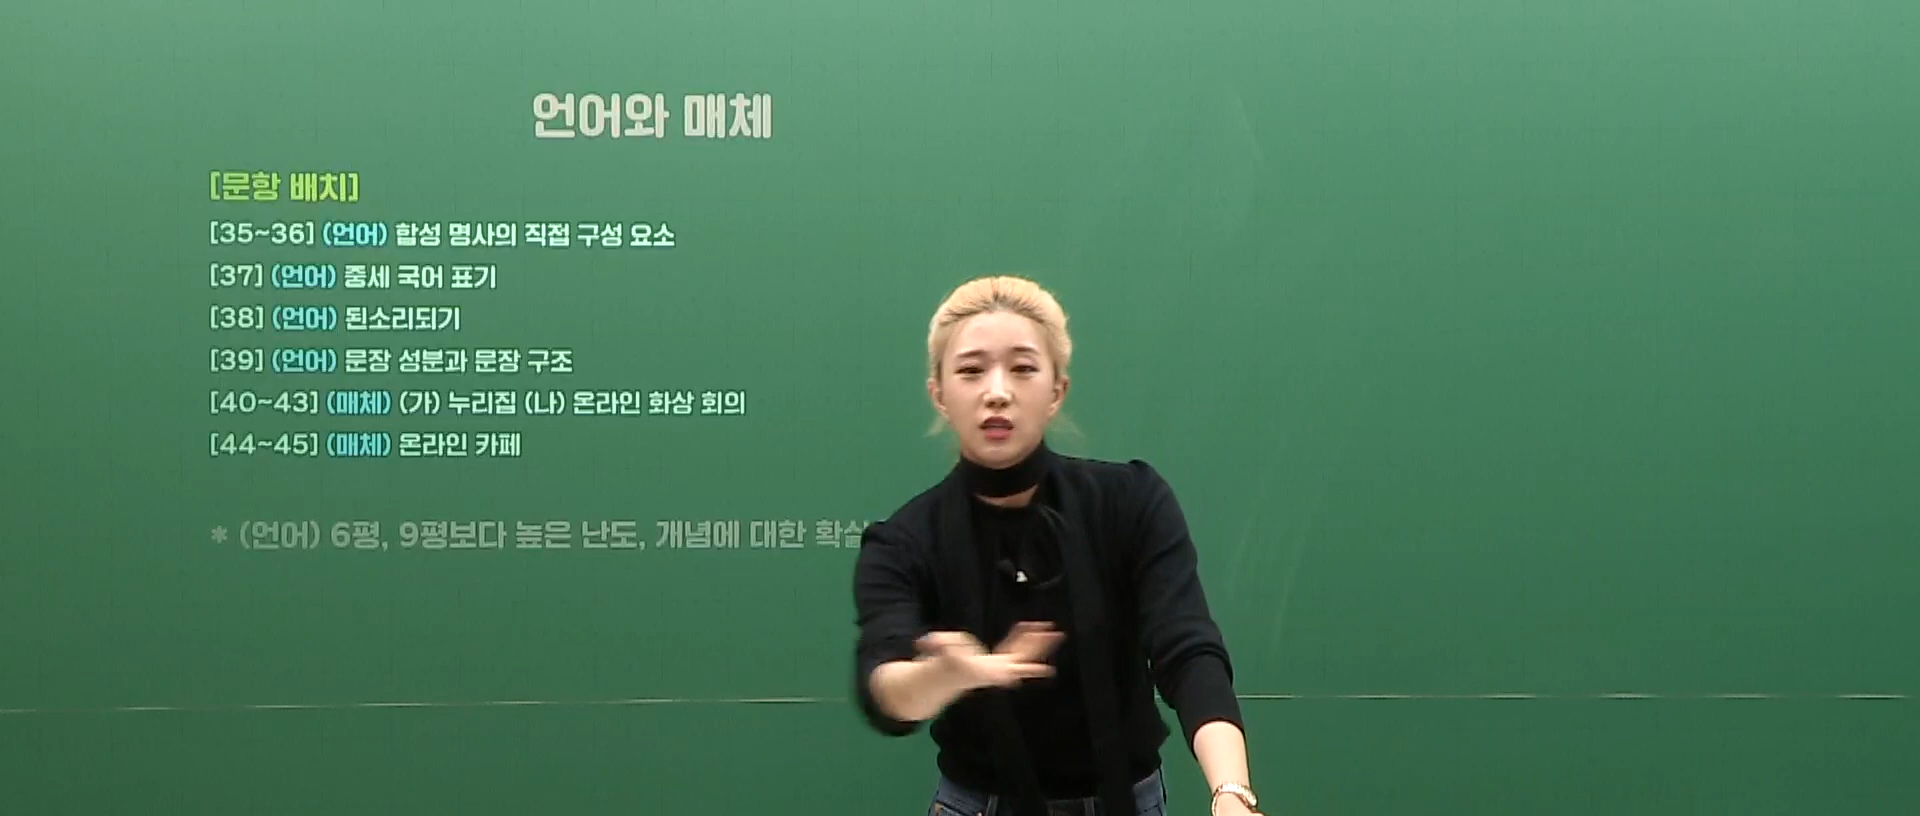 언어와 매체
[문항 배치]
[35~36] (언어) 합성 명사의 직접 구성 요소
[37] (언어) 중세 국어 표기
[38] (언어) 된소리되기
[39] (언어) 문장 성분과 문장 구조
[40~43] (매체) (가) 누리집 (나) 온라인 화상 회의
[44~45] (매체) 온라인 카페
* (언어) 6평, 9평보다 높은 난도, 개념에 대한